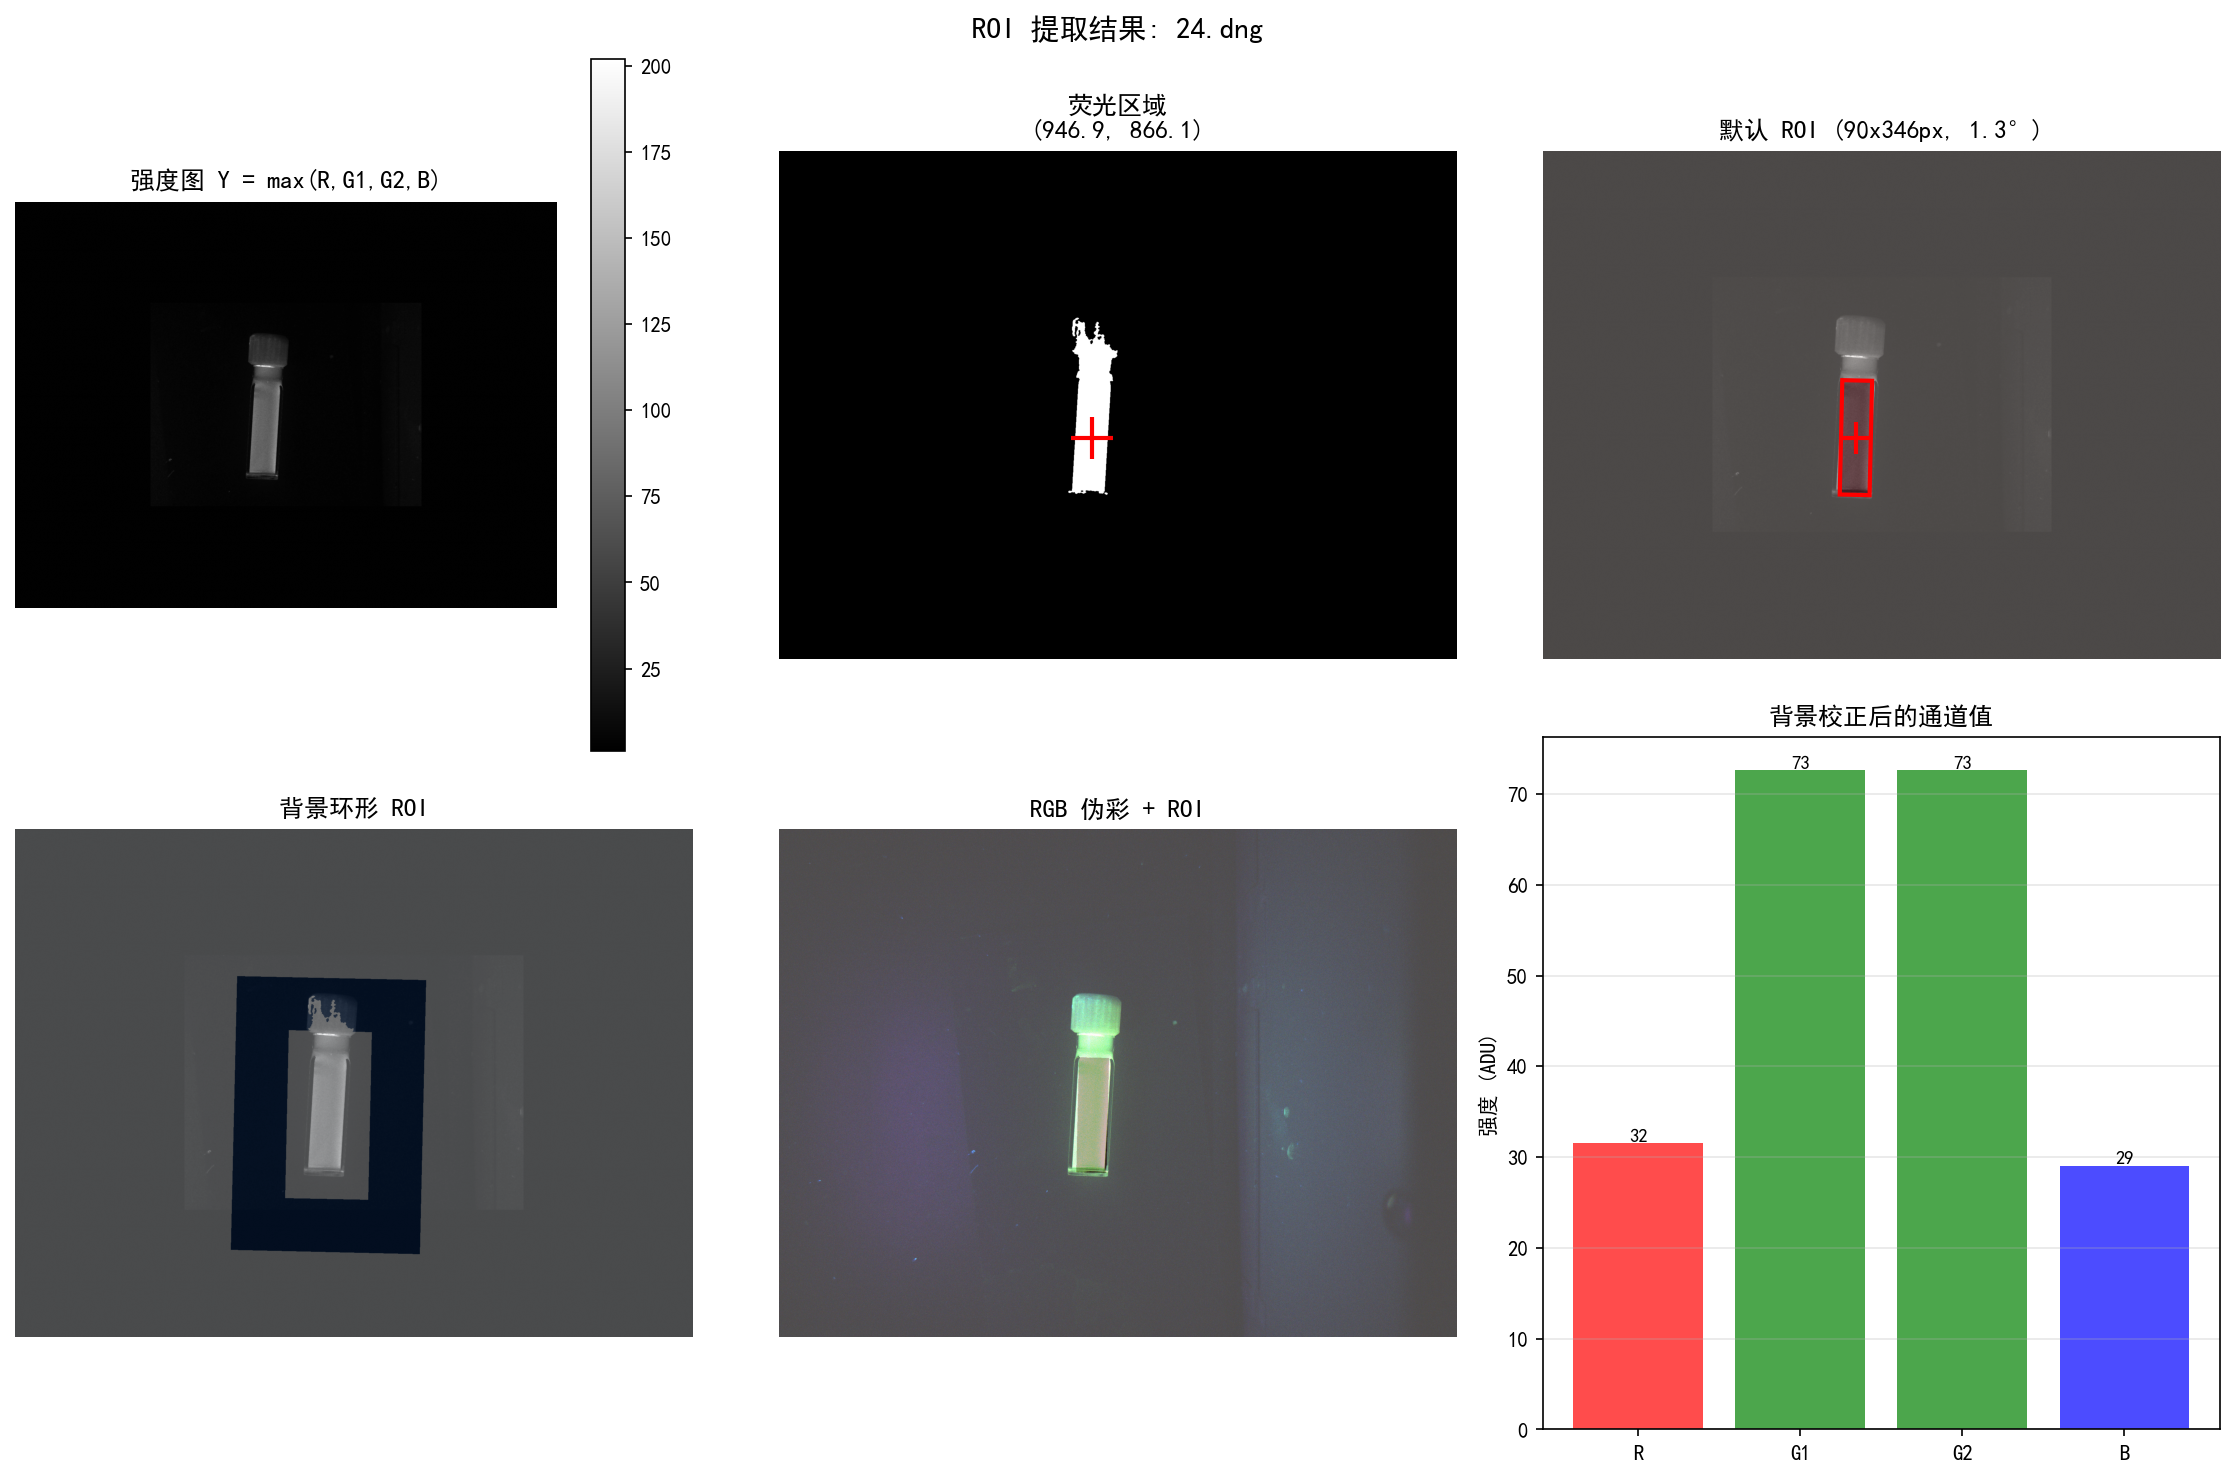 ROI 提取结果: 24.dng
强度图 Y = max(R,G1,G2,B)
200
175
150
125
100
75
50
25
荧光区域
(946.9, 866.1)
默认 ROI (90x346px, 1.3°)
背景环形 ROI
RGB 伪彩 + ROI
背景校正后的通道值
强度 (ADU)
70
60
50
40
30
20
10
0
32
73
73
29
R
G1
G2
B